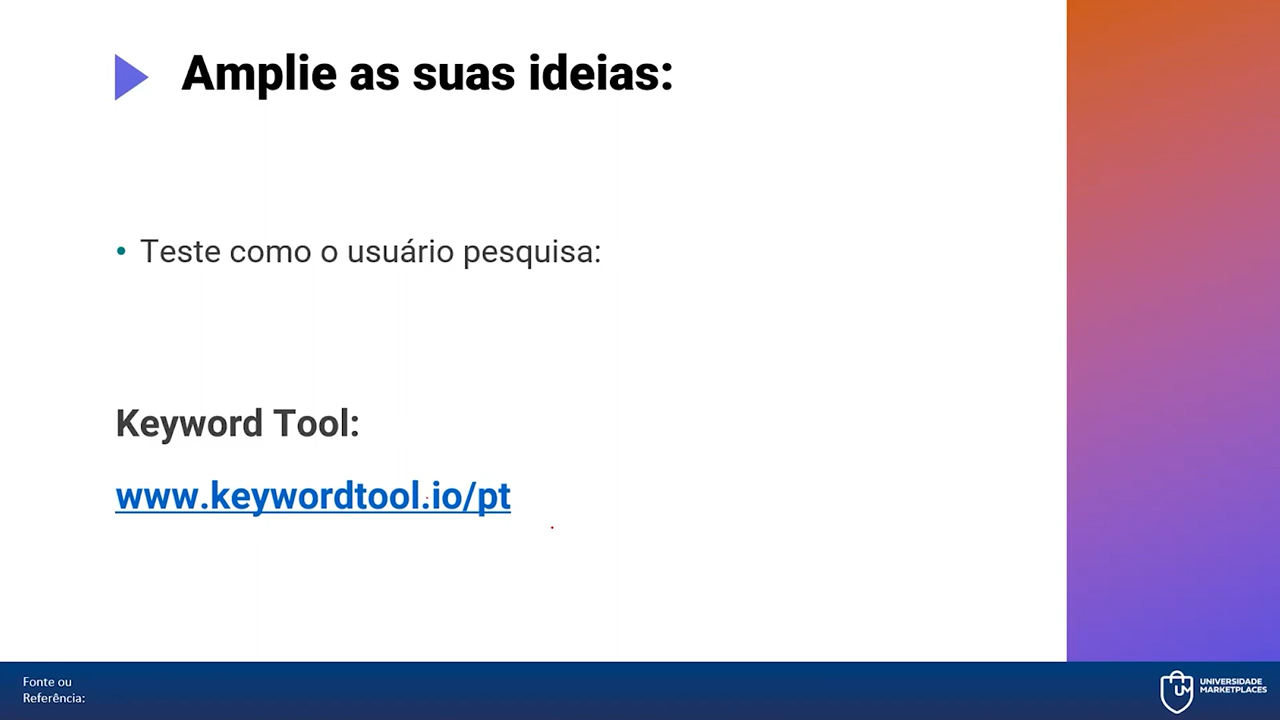 Amplie as suas ideias:
• Teste como o usuário pesquisa:
Keyword Tool:
www.keywordtool.io/pt
Fonte ou
Referência:
UM
UNIVERSIDADE
MARKETPLACES